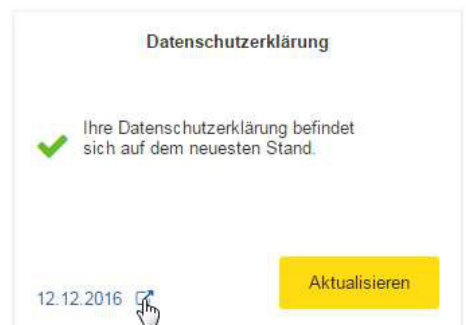 Datenschutzerklärung
Ihre Datenschutzerklärung befindet
sich auf dem neuesten Stand.
12.12.2016
Aktualisieren